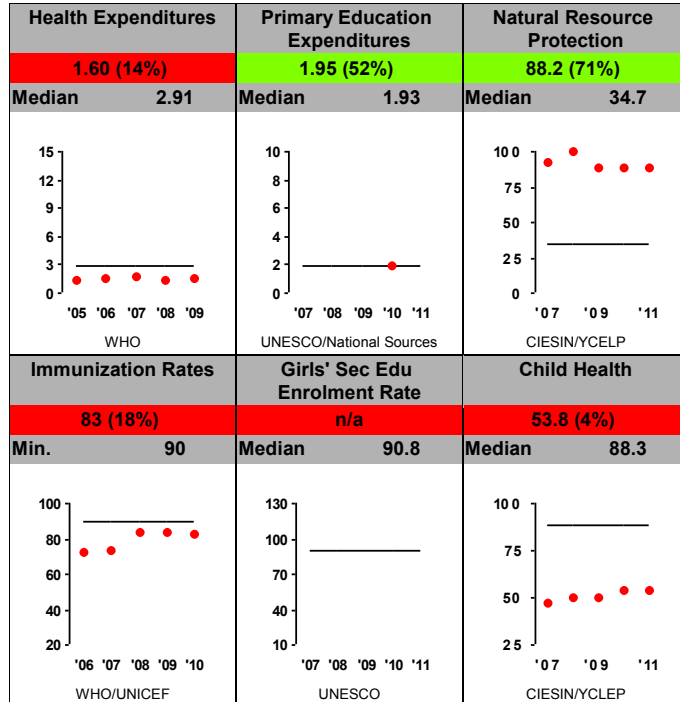 Health Expenditures
1.60 (14%)
Median 2.91
15
12
9
6
3
0
'05 '06 '07 '08 '09
WHO
Primary Education
Expenditures
1.95 (52%)
Median 1.93
10
8
6
4
2
0
'07 '08 '09 '10 '11
UNESCO/National Sources
Natural Resource
Protection
88.2 (71%)
Median 34.7
100
75
50
25
0
'07 '09 '11
CIESIN/YCELP
Immunization Rates
83 (18%)
Min. 90
100
80
60
40
20
'06 '07 '08 '09 '10
WHO/UNICEF
Girls' Sec Edu
Enrolment Rate
n/a
Median 90.8
130
100
70
40
10
'07 '08 '09 '10 '11
UNESCO
Child Health
53.8 (4%)
Median 88.3
100
75
50
25
'07 '09 '11
CIESIN/YCLEP